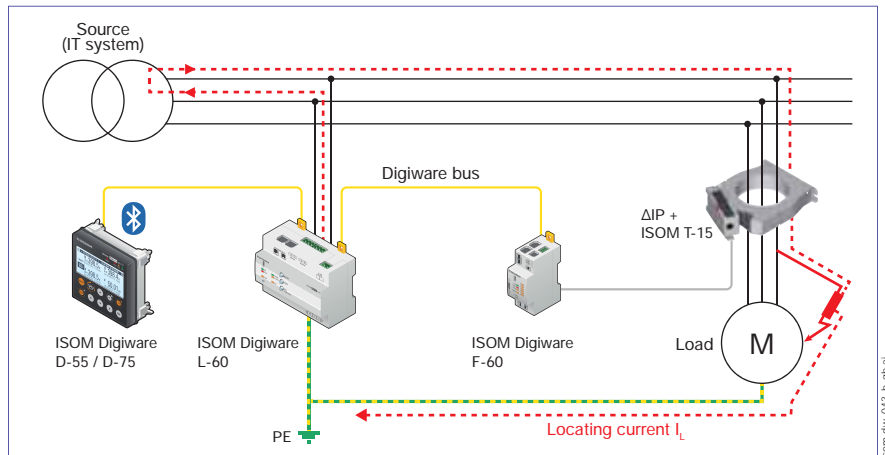 Source
(IT system)
Digiware bus
ΔIP +
ISOM T-15
ISOM Digiware
D-55 / D-75
ISOM Digiware
L-60
ISOM Digiware
F-60
Load
M
PE
Locating current I_L